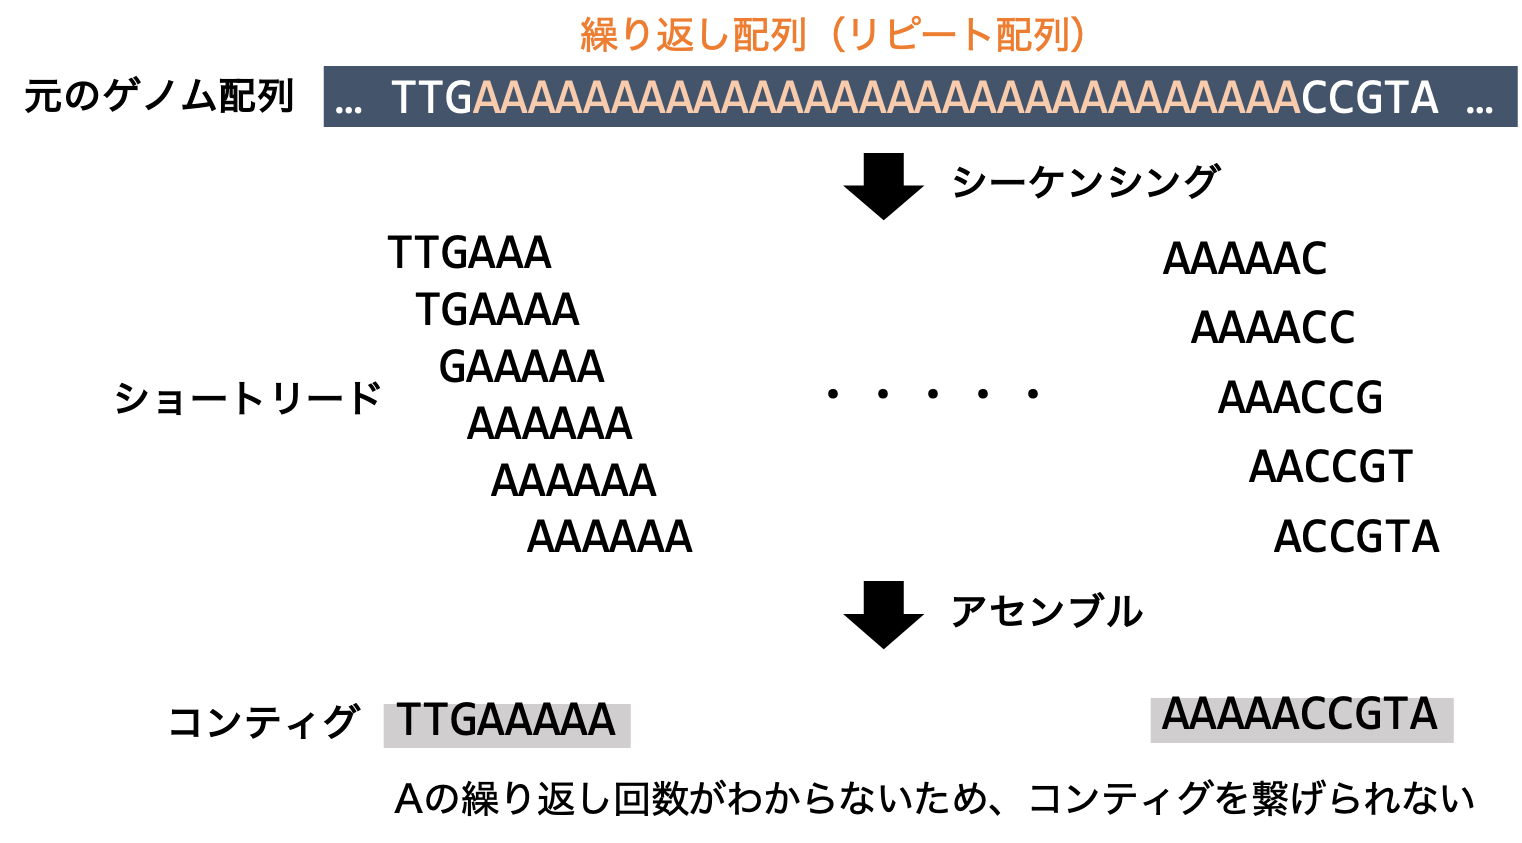 繰り返し配列（リピート配列）
元のゲノム配列 … TTGAAAAAAAAAAAAAAAAAAAAAAAAAAAAAACCGTA …
シーケンシング
TTGAAA
TGAAAA
GAAAAA
AAAAAA
AAAAAA
AAAAAA
ショートリード
・・・・・
AAAAAC
AAAACC
AAACCG
AACCGT
ACCGTA
アセンブル
コンティグ TTGAAAAA AAAAACCGTA
Aの繰り返し回数がわからないため、コンティグを繋げられない